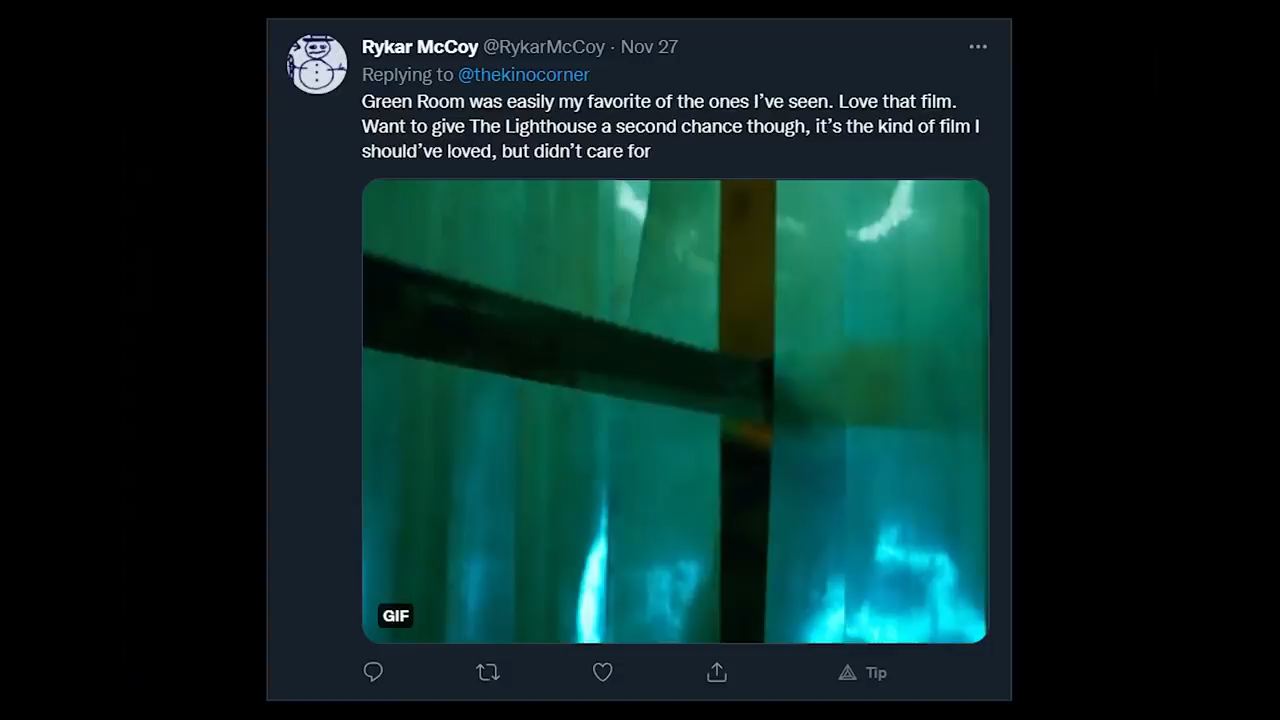 Rykar McCoy @RykarMcCoy · Nov 27
Replying to @thekinocorner
Green Room was easily my favorite of the ones I’ve seen. Love that film.
Want to give The Lighthouse a second chance though, it’s the kind of film I
should’ve loved, but didn’t care for
GIF
Tip